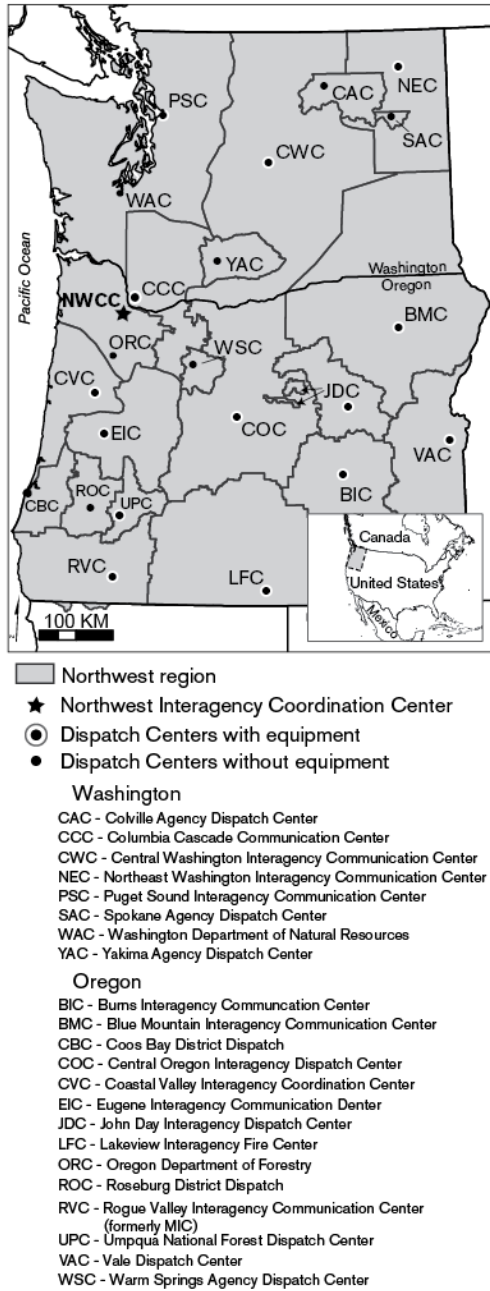 PSC
CAC
NEC
SAC
CWC
WAC
YAC
Pacific Ocean
CCC
Washington
Oregon
NWCC
BMC
ORC
WSC
CVC
JDC
EIC
COC
VAC
ROC
CBC
UPC
BIC
RVC
LFC
Canada
United States
Mexico
100 KM
Northwest region
Northwest Interagency Coordination Center
Dispatch Centers with equipment
Dispatch Centers without equipment
Washington
CAC - Colville Agency Dispatch Center
CCC - Columbia Cascade Communication Center
CWC - Central Washington Interagency Communication Center
NEC - Northeast Washington Interagency Communication Center
PSC - Puget Sound Interagency Communication Center
SAC - Spokane Agency Dispatch Center
WAC - Washington Department of Natural Resources
YAC - Yakima Agency Dispatch Center
Oregon
BIC - Burns Interagency Communcation Center
BMC - Blue Mountain Interagency Communication Center
CBC - Coos Bay District Dispatch
COC - Central Oregon Interagency Dispatch Center
CVC - Coastal Valley Interagency Coordination Center
EIC - Eugene Interagency Communication Denter
JDC - John Day Interagency Dispatch Center
LFC - Lakeview Interagency Fire Center
ORC - Oregon Department of Forestry
ROC - Roseburg District Dispatch
RVC - Rogue Valley Interagency Communication Center
(formerly MIC)
UPC - Umpqua National Forest Dispatch Center
VAC - Vale Dispatch Center
WSC - Warm Springs Agency Dispatch Center